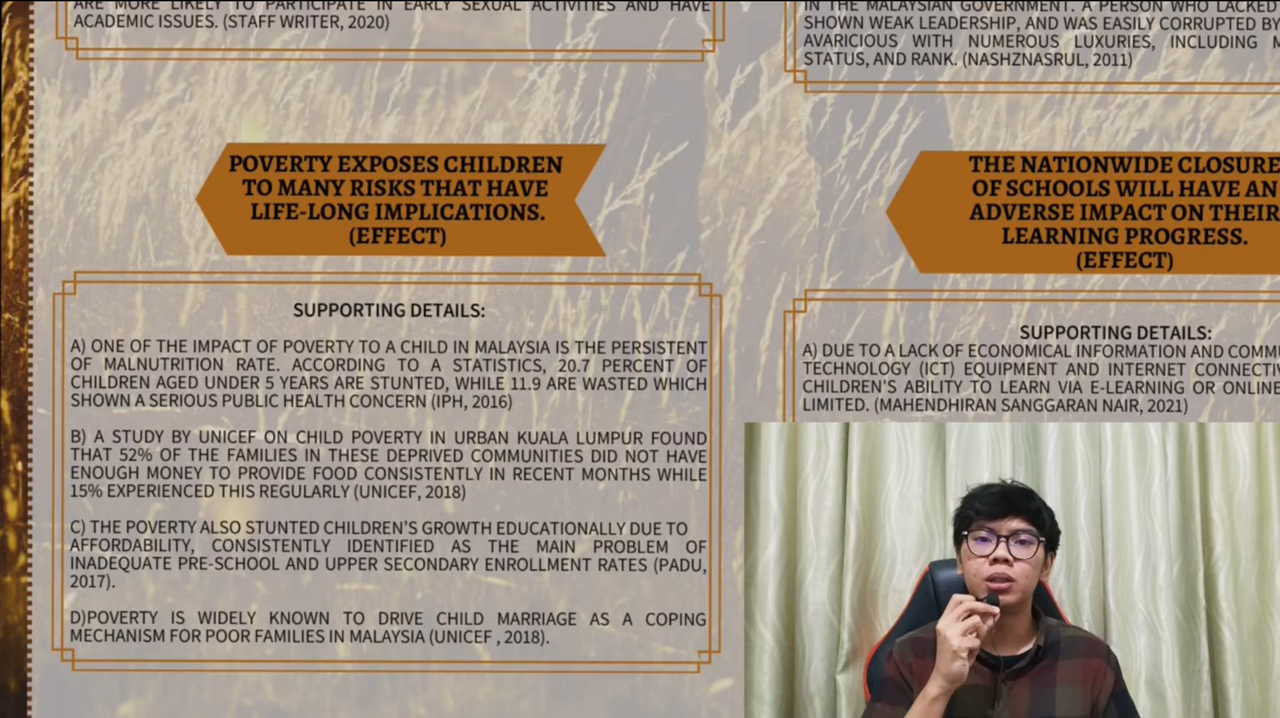 ARE MORE LIKELY TO PARTICIPATE IN EARLY SEXUAL ACTIVITIES AND HAVE
ACADEMIC ISSUES. (STAFF WRITER, 2020)
POVERTY EXPOSES CHILDREN
TO MANY RISKS THAT HAVE
LIFE-LONG IMPLICATIONS.
(EFFECT)
SUPPORTING DETAILS:
A) ONE OF THE IMPACT OF POVERTY TO A CHILD IN MALAYSIA IS THE PERSISTENT
OF MALNUTRITION RATE. ACCORDING TO A STATISTICS, 20.7 PERCENT OF
CHILDREN AGED UNDER 5 YEARS ARE STUNTED, WHILE 11.9 ARE WASTED WHICH
SHOWN A SERIOUS PUBLIC HEALTH CONCERN (IPH, 2016)
B) A STUDY BY UNICEF ON CHILD POVERTY IN URBAN KUALA LUMPUR FOUND
THAT 52% OF THE FAMILIES IN THESE DEPRIVED COMMUNITIES DID NOT HAVE
ENOUGH MONEY TO PROVIDE FOOD CONSISTENTLY IN RECENT MONTHS WHILE
15% EXPERIENCED THIS REGULARLY (UNICEF, 2018)
C) THE POVERTY ALSO STUNTED CHILDREN'S GROWTH EDUCATIONALLY DUE TO
AFFORDABILITY, CONSISTENTLY IDENTIFIED AS THE MAIN PROBLEM OF
INADEQUATE PRE-SCHOOL AND UPPER SECONDARY ENROLLMENT RATES (PADU,
2017).
D)POVERTY IS WIDELY KNOWN TO DRIVE CHILD MARRIAGE AS A COPING
MECHANISM FOR POOR FAMILIES IN MALAYSIA (UNICEF , 2018).
IN THE MALAYSIAN GOVERNMENT. A PERSON WHO LACKED
SHOWN WEAK LEADERSHIP, AND WAS EASILY CORRUPTED BY
AVARICIOUS WITH NUMEROUS LUXURIES, INCLUDING
STATUS, AND RANK. (NASHZNASRUL, 2011)
THE NATIONWIDE CLOSURE
OF SCHOOLS WILL HAVE AN
ADVERSE IMPACT ON THEIR
LEARNING PROGRESS.
(EFFECT)
SUPPORTING DETAILS:
A) DUE TO A LACK OF ECONOMICAL INFORMATION AND
TECHNOLOGY (ICT) EQUIPMENT AND INTERNET
CHILDREN'S ABILITY TO LEARN VIA E-LEARNING OR ONLINE
LIMITED. (MAHENDHIRAN SANGGARAN NAIR, 2021)